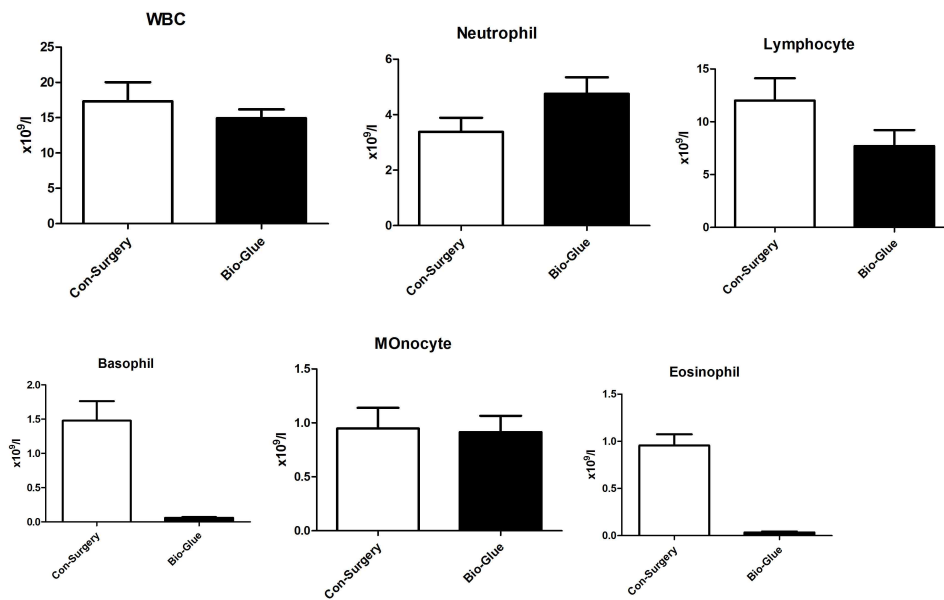 WBC
25
20
15
10
5
0
x10⁹/l
Con-Surgery
Bio-Glue
Neutrophil
6
4
2
0
x10⁹/l
Con-Surgery
Bio-Glue
Lymphocyte
15
10
5
0
x10⁹/l
Con-Surgery
Bio-Glue
Basophil
2.0
1.5
1.0
0.5
0.0
x10⁹/l
Con-Surgery
Bio-Glue
MOnocyte
1.5
1.0
0.5
0.0
x10⁹/l
Con-Surgery
Bio-Glue
Eosinophil
1.5
1.0
0.5
0.0
x10⁹/l
Con-Surgery
Bio-Glue